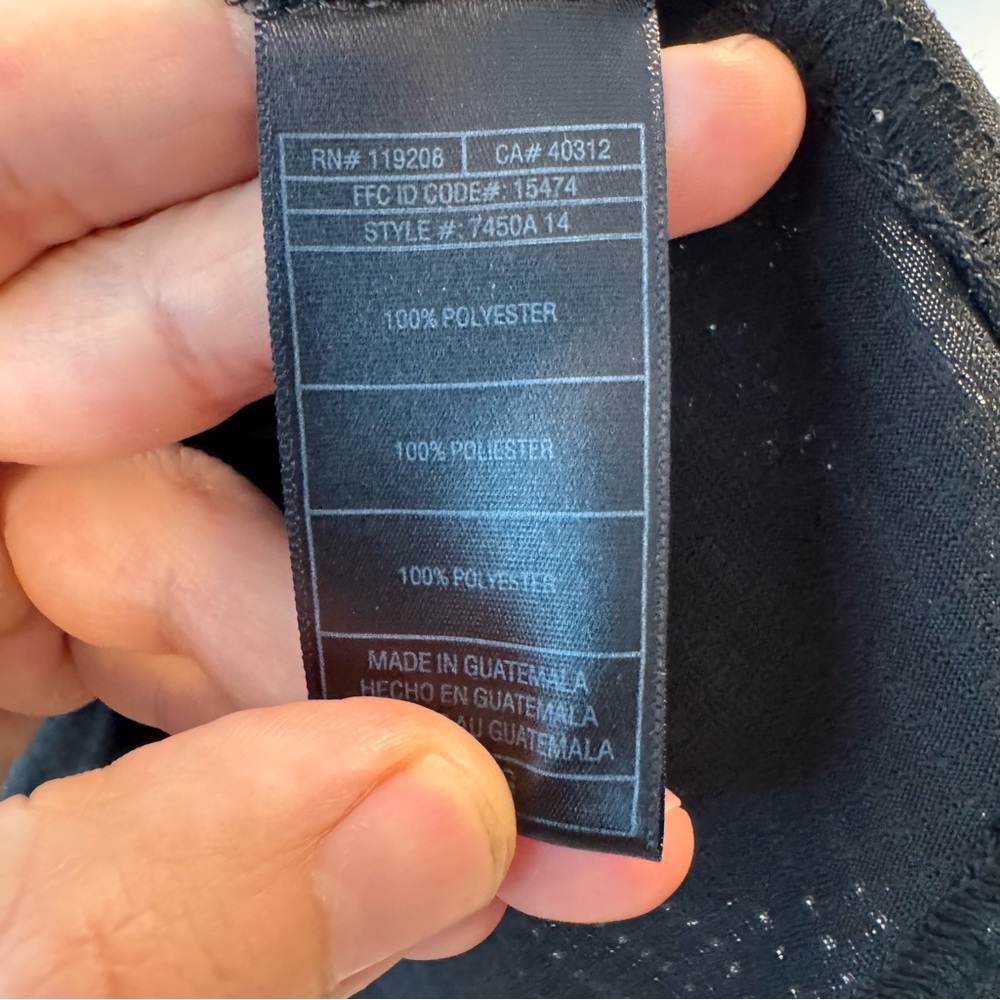 RN# 119208 CA# 40312
FFC ID CODE#: 15474
STYLE #: 7450A 14
100% POLYESTER
100% POLIESTER
100% POLYESTER
MADE IN GUATEMALA
HECHO EN GUATEMALA
AU GUATEMALA